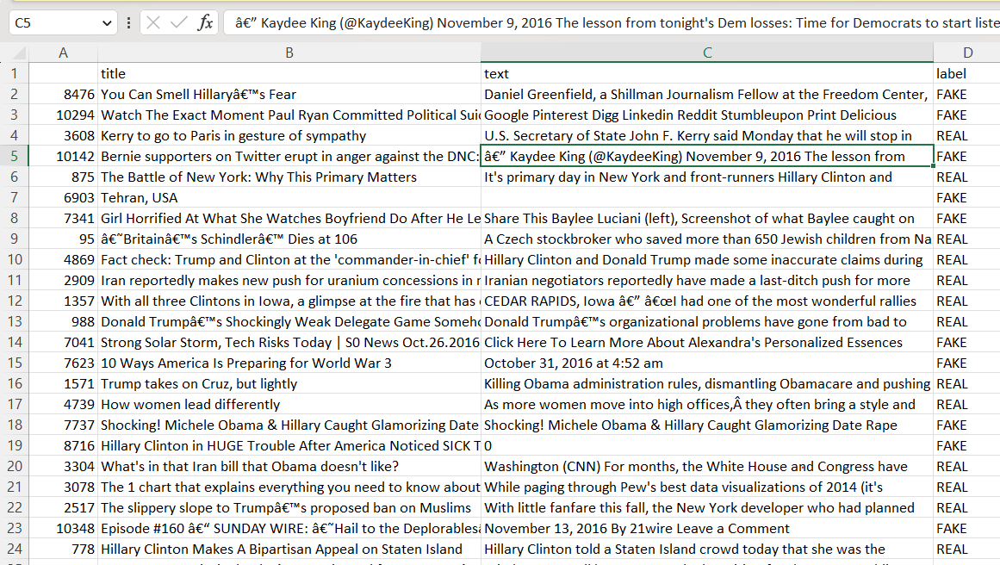 C5 fx â€” Kaydee King (@KaydeeKing) November 9, 2016 The lesson from tonight's Dem losses: Time for Democrats to start liste
A B C D
1 title text label
2 8476 You Can Smell Hillaryâ€™s Fear Daniel Greenfield, a Shillman Journalism Fellow at the Freedom Center, FAKE
3 10294 Watch The Exact Moment Paul Ryan Committed Political Sui Google Pinterest Digg Linkedin Reddit Stumbleupon Print Delicious FAKE
4 3608 Kerry to go to Paris in gesture of sympathy U.S. Secretary of State John F. Kerry said Monday that he will stop in REAL
5 10142 Bernie supporters on Twitter erupt in anger against the DNC: â€” Kaydee King (@KaydeeKing) November 9, 2016 The lesson from FAKE
6 875 The Battle of New York: Why This Primary Matters It's primary day in New York and front-runners Hillary Clinton and REAL
7 6903 Tehran, USA FAKE
8 7341 Girl Horrified At What She Watches Boyfriend Do After He Le Share This Baylee Luciani (left), Screenshot of what Baylee caught on FAKE
9 95 â€˜Britainâ€™s Schindlerâ€™ Dies at 106 A Czech stockbroker who saved more than 650 Jewish children from Na REAL
10 4869 Fact check: Trump and Clinton at the 'commander-in-chief' f Hillary Clinton and Donald Trump made some inaccurate claims during REAL
11 2909 Iran reportedly makes new push for uranium concessions in n Iranian negotiators reportedly have made a last-ditch push for more REAL
12 1357 With all three Clintons in Iowa, a glimpse at the fire that has CEDAR RAPIDS, Iowa â€” â€œI had one of the most wonderful rallies REAL
13 988 Donald Trumpâ€™s Shockingly Weak Delegate Game Someh Donald Trumpâ€™s organizational problems have gone from bad to REAL
14 7041 Strong Solar Storm, Tech Risks Today | S0 News Oct.26.2016 Click Here To Learn More About Alexandra's Personalized Essences FAKE
15 7623 10 Ways America Is Preparing for World War 3 October 31, 2016 at 4:52 am FAKE
16 1571 Trump takes on Cruz, but lightly Killing Obama administration rules, dismantling Obamacare and pushing REAL
17 4739 How women lead differently As more women move into high offices,Â they often bring a style and REAL
18 7737 Shocking! Michele Obama & Hillary Caught Glamorizing Date Shocking! Michele Obama & Hillary Caught Glamorizing Date Rape FAKE
19 8716 Hillary Clinton in HUGE Trouble After America Noticed SICK T 0 FAKE
20 3304 What's in that Iran bill that Obama doesn't like? Washington (CNN) For months, the White House and Congress have REAL
21 3078 The 1 chart that explains everything you need to know about While paging through Pew's best data visualizations of 2014 (it's REAL
22 2517 The slippery slope to Trumpâ€™s proposed ban on Muslims With little fanfare this fall, the New York developer who had planned REAL
23 10348 Episode #160 â€“ SUNDAY WIRE: â€˜Hail to the Deplorables November 13, 2016 By 21wire Leave a Comment FAKE
24 778 Hillary Clinton Makes A Bipartisan Appeal on Staten Island Hillary Clinton told a Staten Island crowd today that she was the REAL